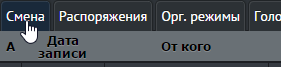 Смена Распоряжения Орг. режимы
А Дата записи От кого